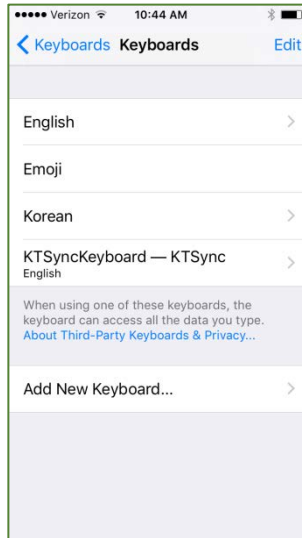 Verizon 10:44 AM
Keyboards Keyboards Edit
English
Emoji
Korean
KTSyncKeyboard — KTSync
English
When using one of these keyboards, the
keyboard can access all the data you type.
About Third-Party Keyboards & Privacy...
Add New Keyboard...